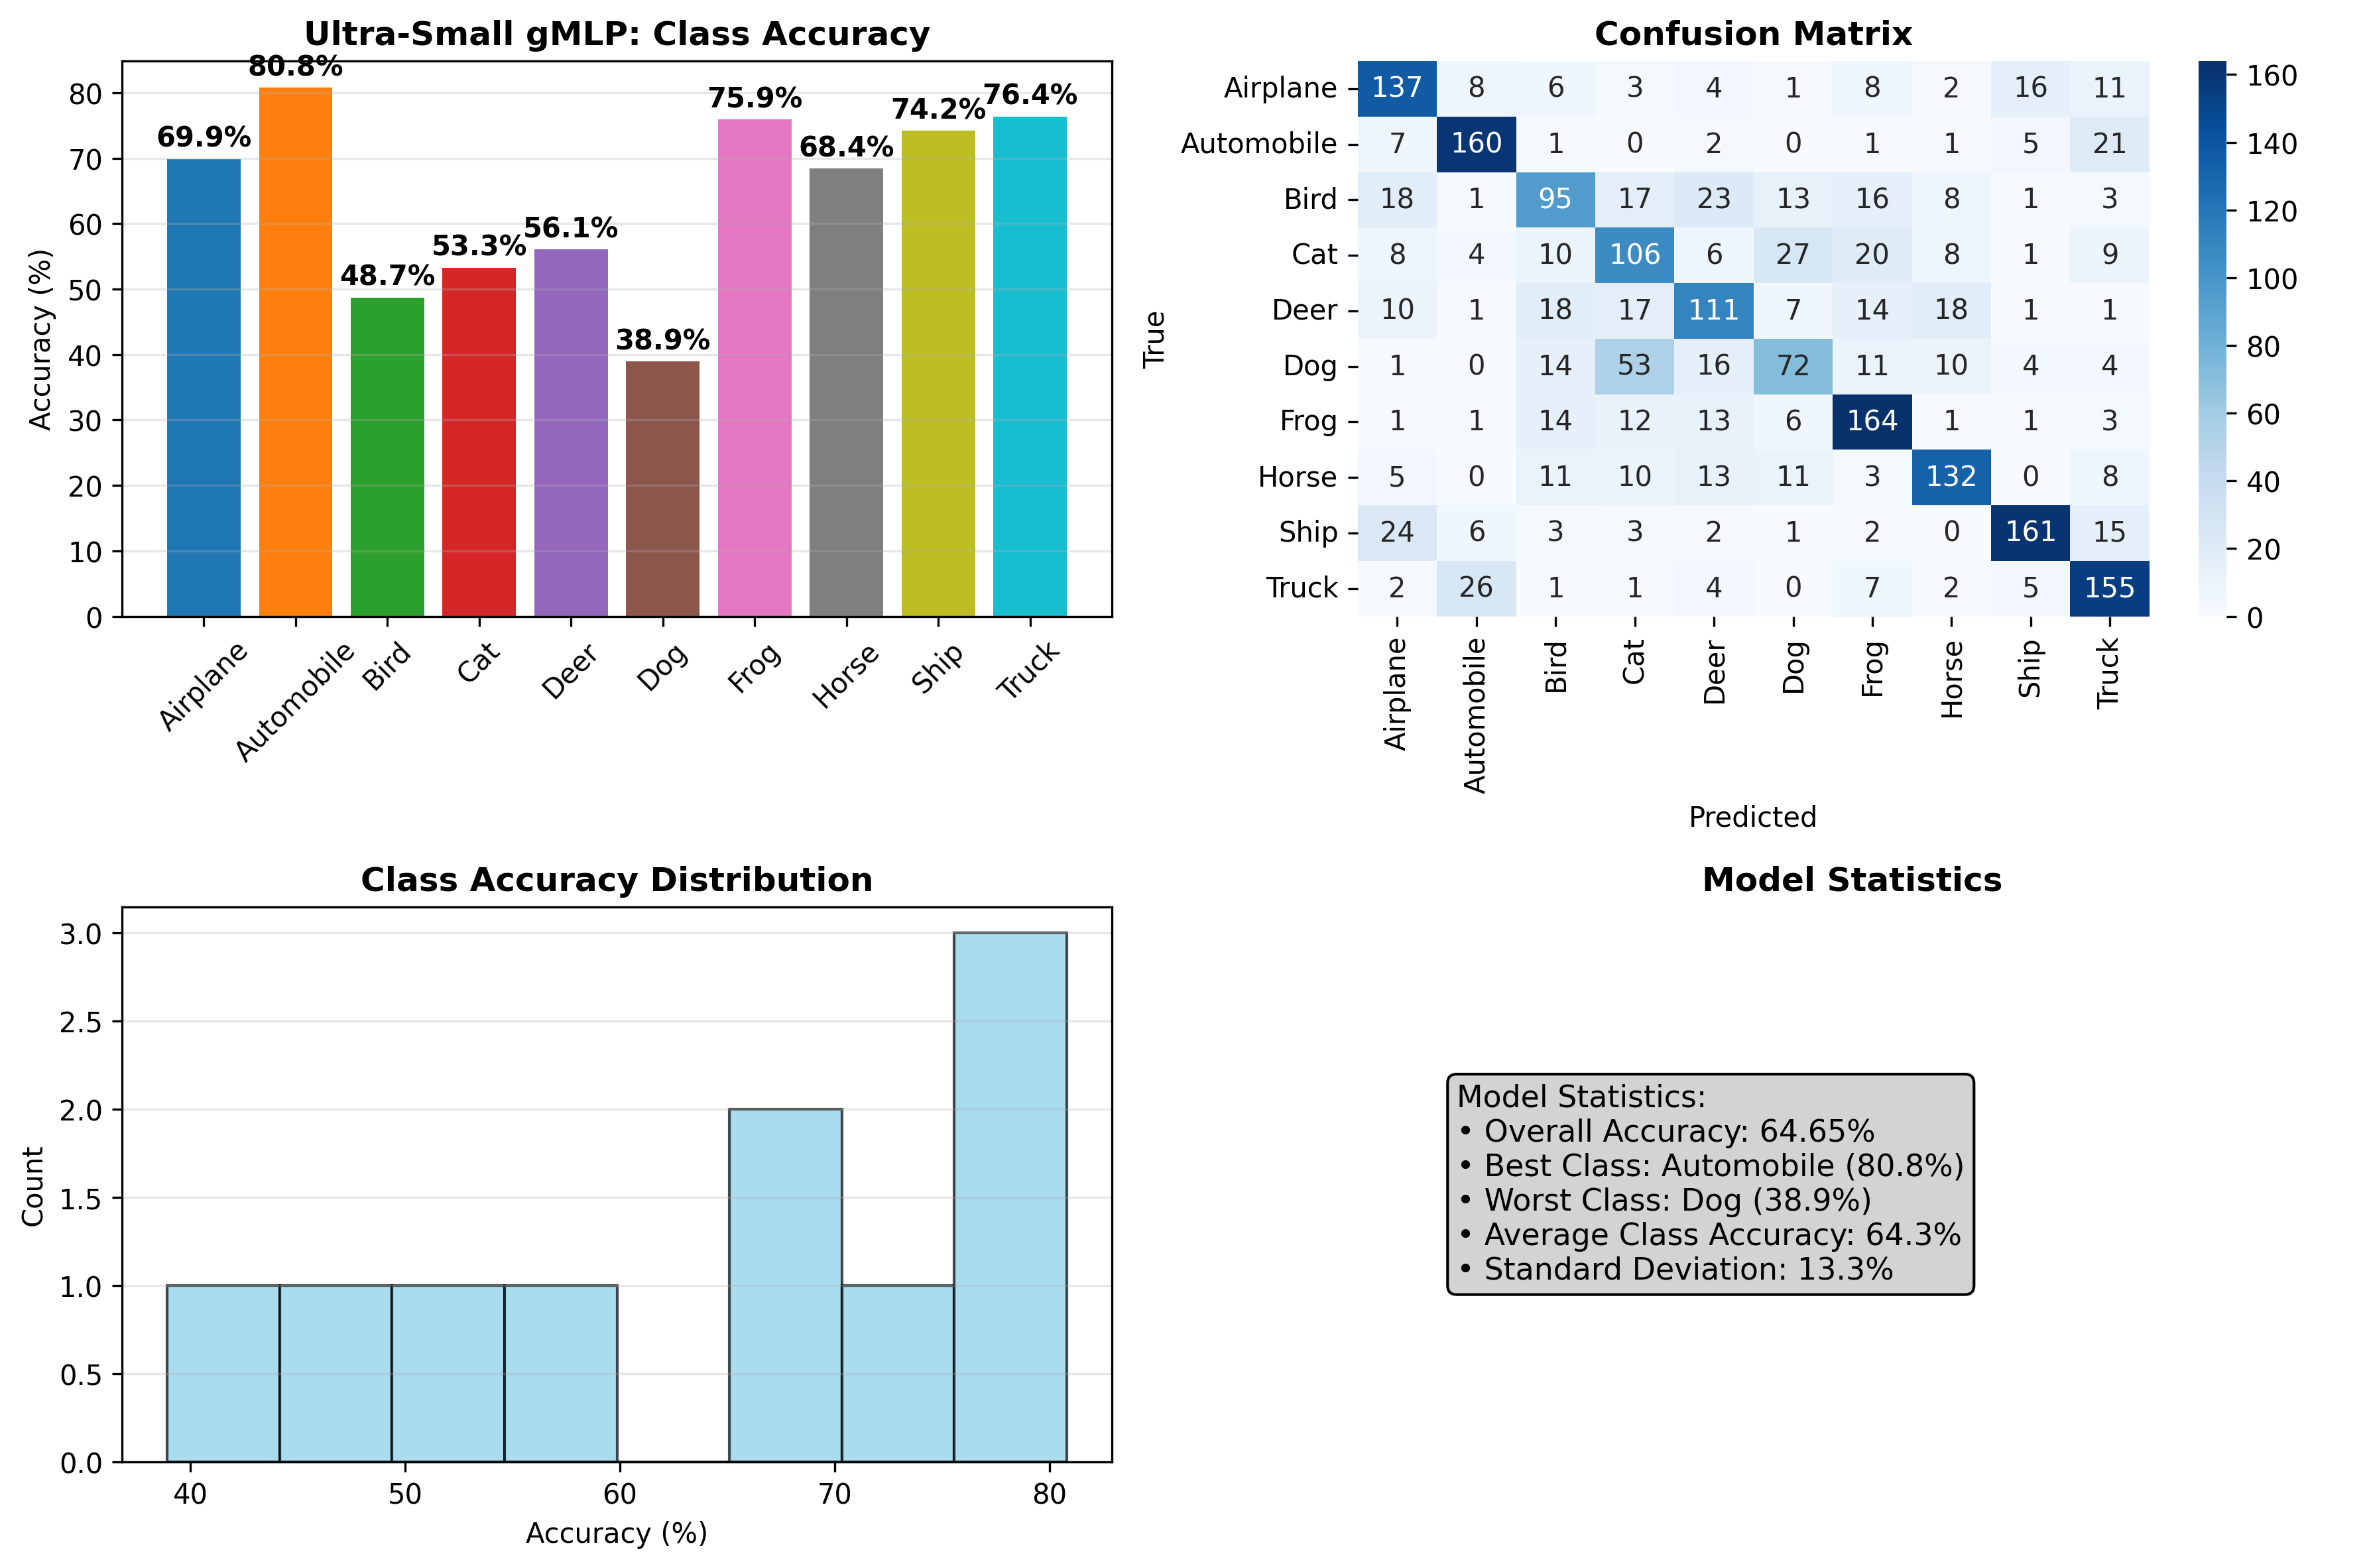 Ultra-Small gMLP: Class Accuracy
80.8%
69.9%
48.7%
53.3%
56.1%
38.9%
75.9%
68.4%
74.2%
76.4%
Accuracy (%)
80
70
60
50
40
30
20
10
0
Airplane
Automobile
Bird
Cat
Deer
Dog
Frog
Horse
Ship
Truck
Confusion Matrix
True
Airplane 137 8 6 3 4 1 8 2 16 11
Automobile 7 160 1 0 2 0 1 1 5 21
Bird 18 1 95 17 23 13 16 8 1 3
Cat 8 4 10 106 6 27 20 8 1 9
Deer 10 1 18 17 111 7 14 18 1 1
Dog 1 0 14 53 16 72 11 10 4 4
Frog 1 1 14 12 13 6 164 1 1 3
Horse 5 0 11 10 13 11 3 132 0 8
Ship 24 6 3 3 2 1 2 0 161 15
Truck 2 26 1 1 4 0 7 2 5 155
Airplane
Automobile
Bird
Cat
Deer
Dog
Frog
Horse
Ship
Truck
Predicted
160
140
120
100
80
60
40
20
0
Class Accuracy Distribution
Count
3.0
2.5
2.0
1.5
1.0
0.5
0.0
40 50 60 70 80
Accuracy (%)
Model Statistics
Model Statistics:
• Overall Accuracy: 64.65%
• Best Class: Automobile (80.8%)
• Worst Class: Dog (38.9%)
• Average Class Accuracy: 64.3%
• Standard Deviation: 13.3%